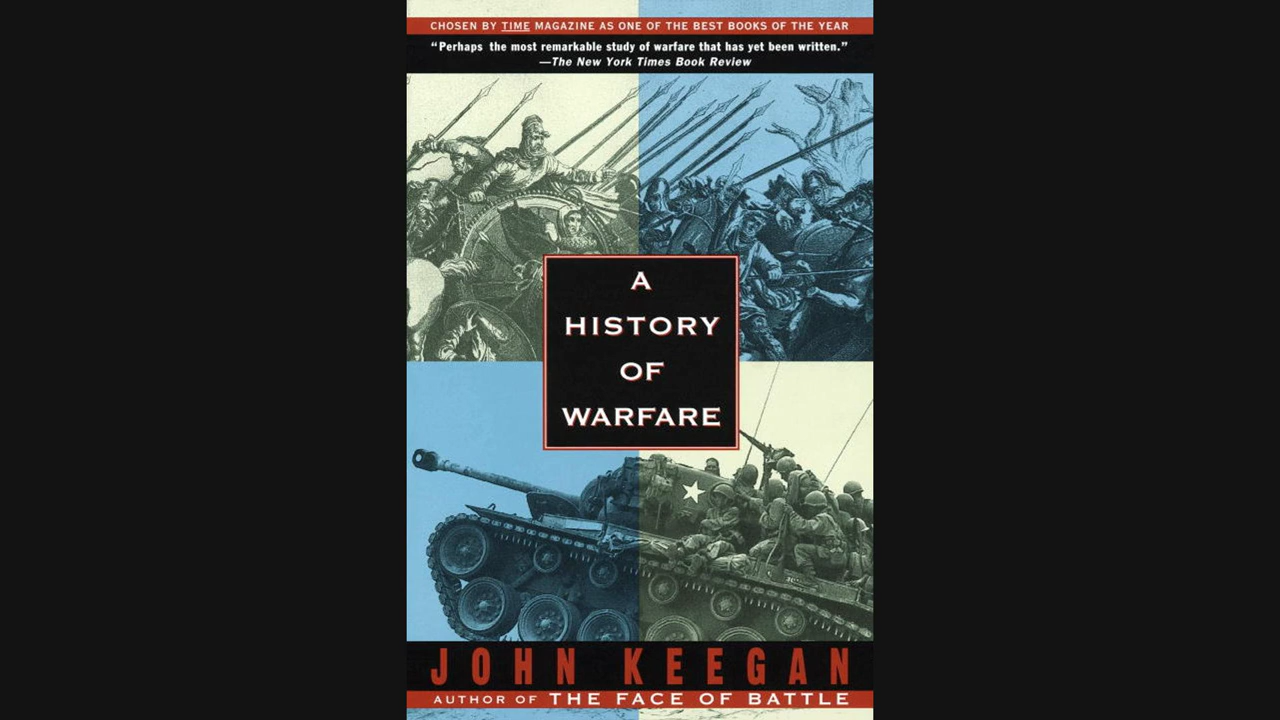 CHOSEN BY TIME MAGAZINE AS ONE OF THE BEST BOOKS OF THE YEAR
“Perhaps the most remarkable study of warfare that has yet been written.”
—The New York Times Book Review
A
HISTORY
OF
WARFARE
JOHN KEEGAN
AUTHOR OF THE FACE OF BATTLE